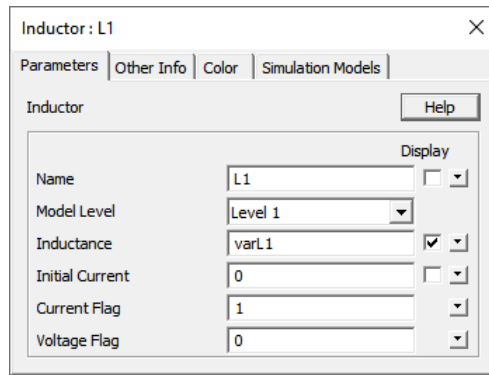 Inductor : L1
Parameters Other Info Color Simulation Models
Inductor Help
Display
Name L1
Model Level Level 1
Inductance varL1
Initial Current 0
Current Flag 1
Voltage Flag 0